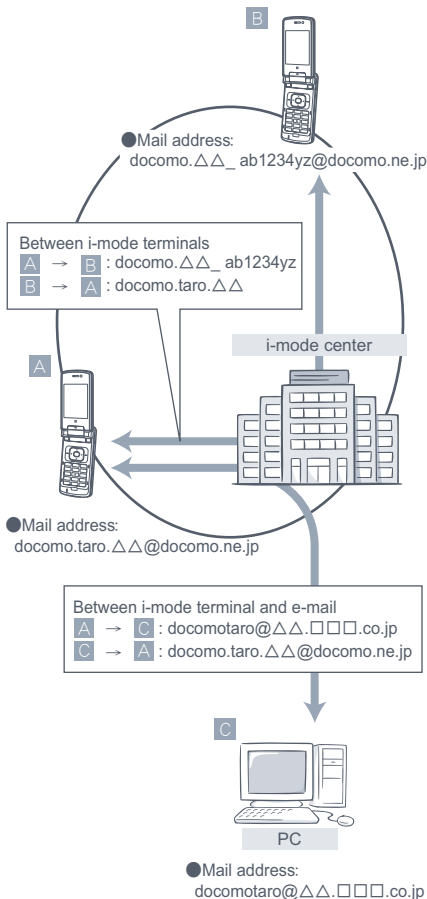 B
●Mail address:
docomo.△△_ ab1234yz@docomo.ne.jp
Between i-mode terminals
A → B : docomo.△△_ ab1234yz
B → A : docomo.taro.△△
i-mode center
A
●Mail address:
docomo.taro.△△@docomo.ne.jp
Between i-mode terminal and e-mail
A → C : docomotaro@△△.□□□.co.jp
C → A : docomo.taro.△△@docomo.ne.jp
C
PC
●Mail address:
docomotaro@△△.□□□.co.jp